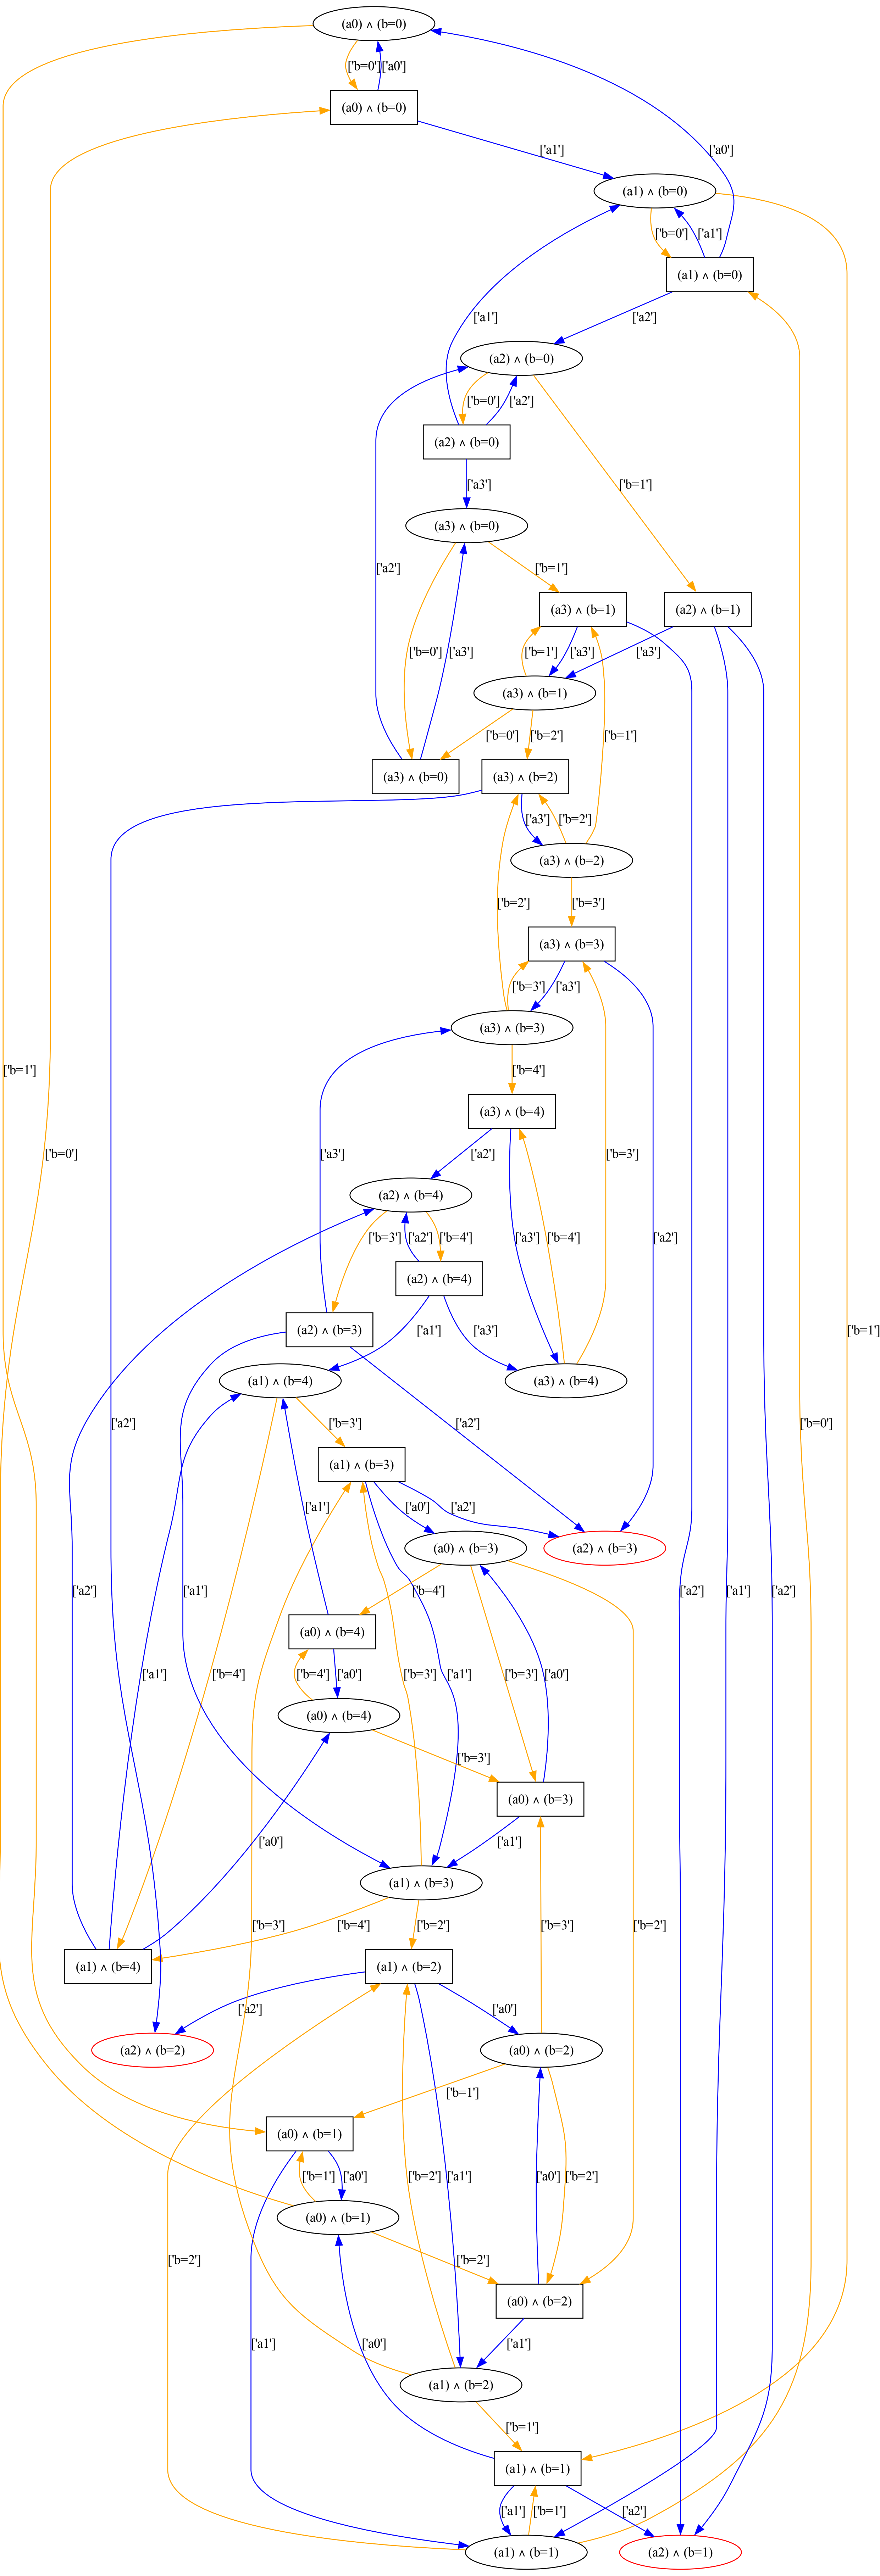 (a0) ∧ (b=0)
['b=0'] ['a0']
(a0) ∧ (b=0)
['a1'] ['a0']
(a1) ∧ (b=0)
['b=0'] ['a1']
(a1) ∧ (b=0)
['a1'] ['a2']
(a2) ∧ (b=0)
['b=0'] ['a2']
(a2) ∧ (b=0)
['a3'] ['b=1']
(a3) ∧ (b=0)
['a2'] ['b=1']
(a3) ∧ (b=1) (a2) ∧ (b=1)
['b=0'] ['a3'] ['b=1'] ['a3'] ['a3']
(a3) ∧ (b=1)
['b=0'] ['b=2'] ['b=1']
(a3) ∧ (b=0) (a3) ∧ (b=2)
['a3'] ['b=2']
(a3) ∧ (b=2)
['b=2'] ['b=3']
(a3) ∧ (b=3)
['b=3'] ['a3']
(a3) ∧ (b=3)
['b=1'] ['b=4']
(a3) ∧ (b=4)
['b=0'] ['a3'] ['a2'] ['b=3']
(a2) ∧ (b=4)
['b=3'] ['a2'] ['b=4'] ['a3'] ['b=4'] ['a2']
(a2) ∧ (b=4)
(a2) ∧ (b=3)
['a1'] ['a3'] ['b=1']
(a1) ∧ (b=4) (a3) ∧ (b=4)
['a2'] ['b=3'] ['a2'] ['b=0']
(a1) ∧ (b=3)
['a1'] ['a0'] ['a2']
(a0) ∧ (b=3) (a2) ∧ (b=3)
['a2'] ['a1'] ['b=4'] ['a2'] ['a1'] ['a2']
(a0) ∧ (b=4)
['a1'] ['b=4'] ['b=4'] ['a0'] ['b=3'] ['a1'] ['b=3'] ['a0']
(a0) ∧ (b=4)
['b=3']
(a0) ∧ (b=3)
['a0'] ['a1']
(a1) ∧ (b=3)
['b=3'] ['b=4'] ['b=2'] ['b=3'] ['b=2']
(a1) ∧ (b=4) (a1) ∧ (b=2)
['a2'] ['a0']
(a2) ∧ (b=2) (a0) ∧ (b=2)
['b=1']
(a0) ∧ (b=1)
['b=1'] ['a0'] ['b=2'] ['a1'] ['a0'] ['b=2']
(a0) ∧ (b=1)
['b=2'] ['b=2']
(a0) ∧ (b=2)
['a1'] ['a0'] ['a1']
(a1) ∧ (b=2)
['b=1']
(a1) ∧ (b=1)
['a1'] ['b=1'] ['a2']
(a1) ∧ (b=1) (a2) ∧ (b=1)